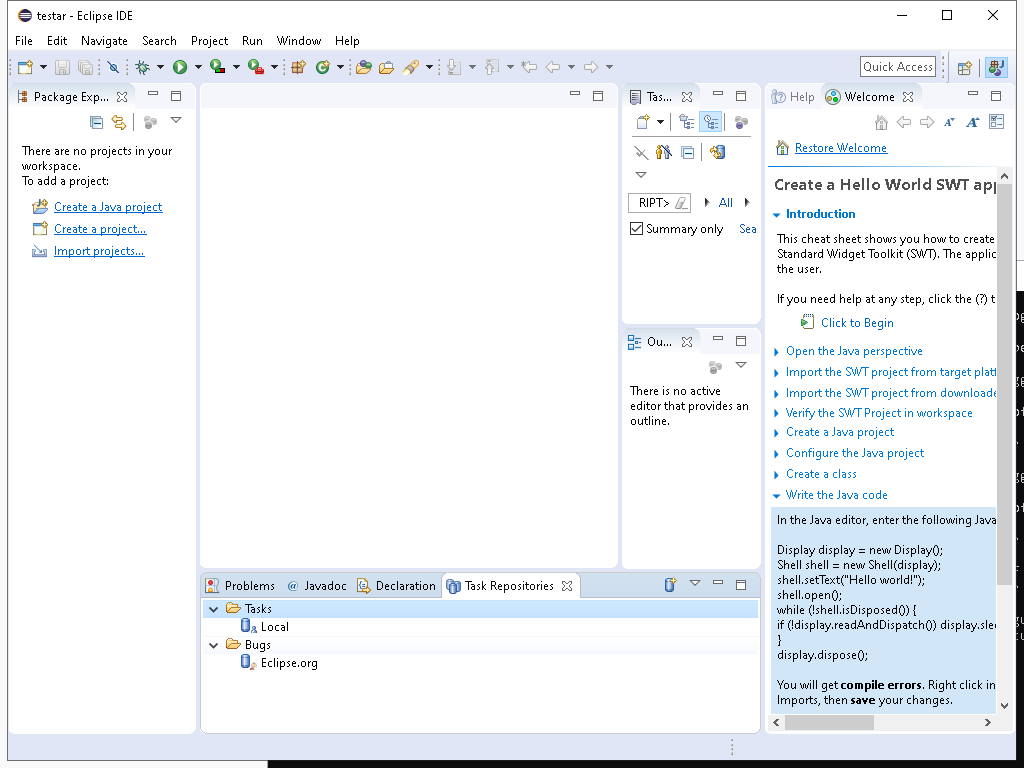 testar - Eclipse IDE
File Edit Navigate Search Project Run Window Help
Quick Access
Package Exp...
There are no projects in your
workspace.
To add a project:
Create a Java project
Create a project...
Import projects...
Tas...
RIPT> All
Summary only Sea
Ou...
There is no active
editor that provides an
outline.
Help Welcome
Restore Welcome
Create a Hello World SWT app
Introduction
This cheat sheet shows you how to create
Standard Widget Toolkit (SWT). The applic
the user.
If you need help at any step, click the (?) t
Click to Begin
Open the Java perspective
Import the SWT project from target platf
Import the SWT project from downloade
Verify the SWT Project in workspace
Create a Java project
Configure the Java project
Create a class
Write the Java code
In the Java editor, enter the following Java
Display display = new Display();
Shell shell = new Shell(display);
shell.setText("Hello world!");
shell.open();
while (!shell.isDisposed()) {
if (!display.readAndDispatch()) display.slee
}
display.dispose();
You will get compile errors. Right click in
Imports, then save your changes.
Problems @ Javadoc Declaration Task Repositories
Tasks
Local
Bugs
Eclipse.org